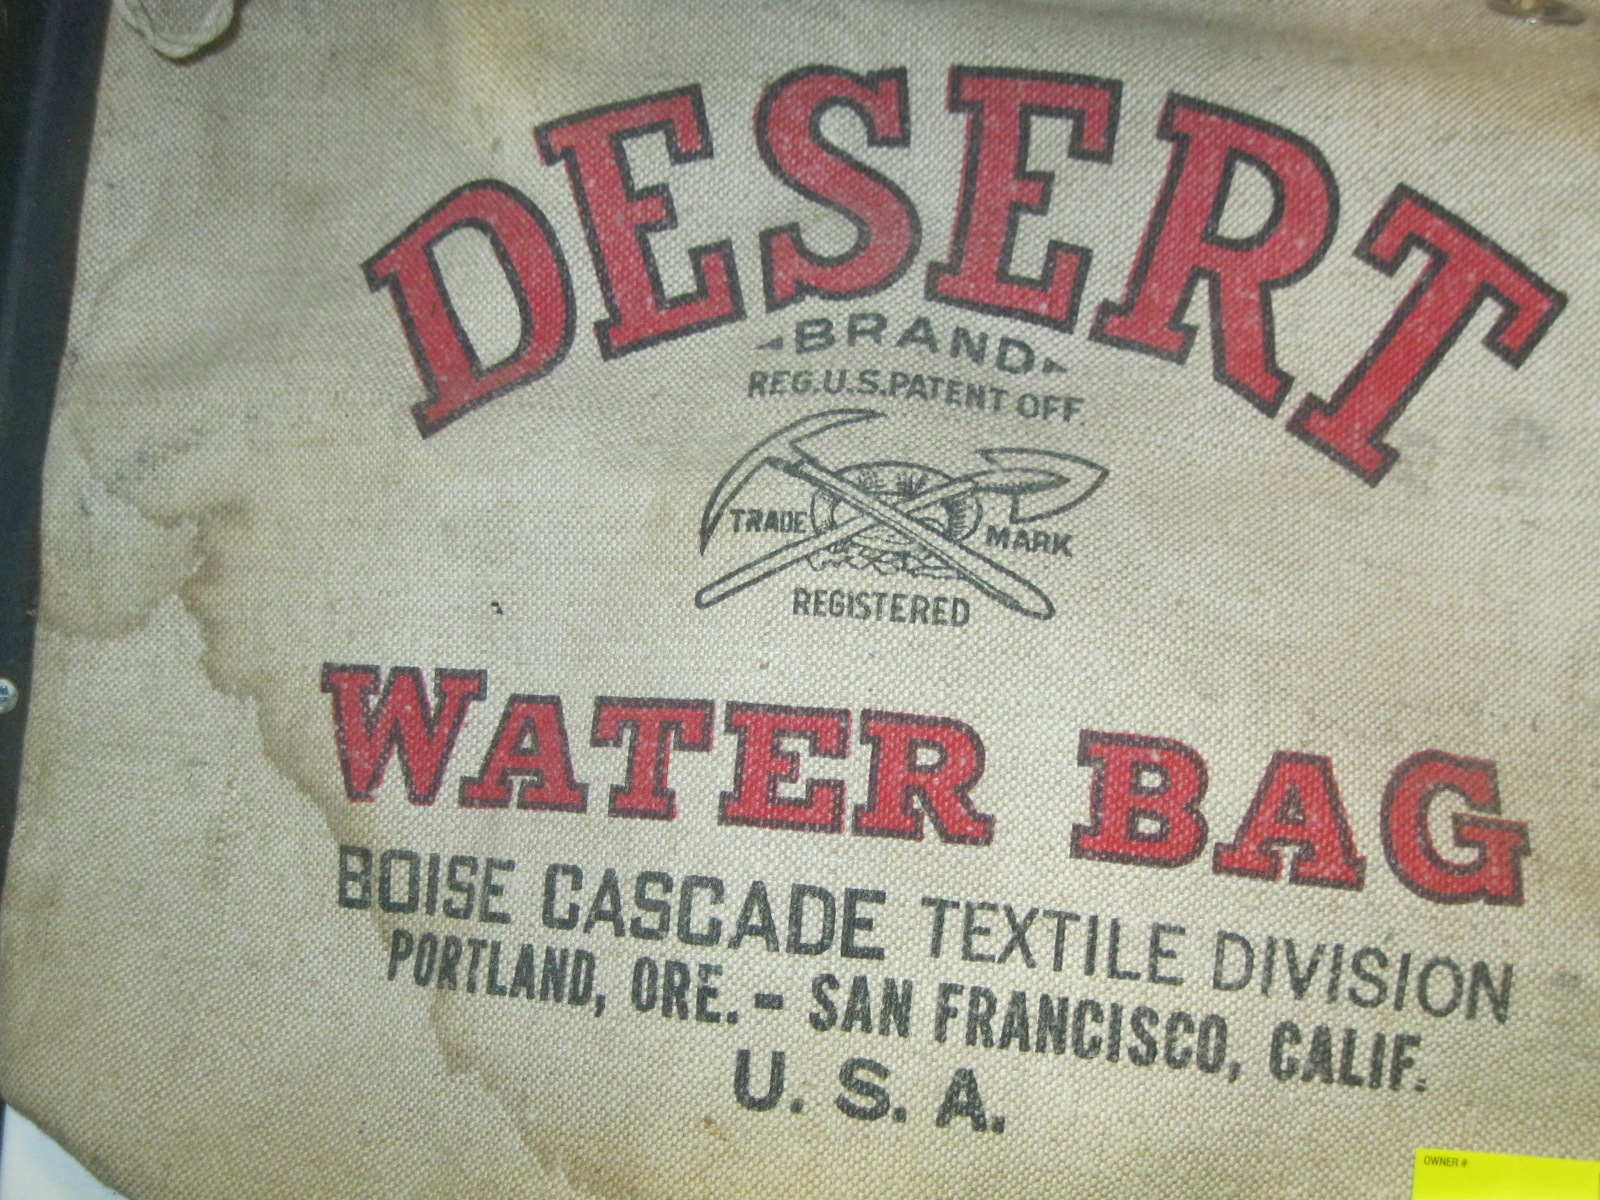 DESERT
BRAND
REG.U.S.PATENT OFF.
TRADE MARK
REGISTERED
WATER BAG
BOISE CASCADE TEXTILE DIVISION
PORTLAND, ORE. - SAN FRANCISCO, CALIF.
U. S. A.
OWNER #